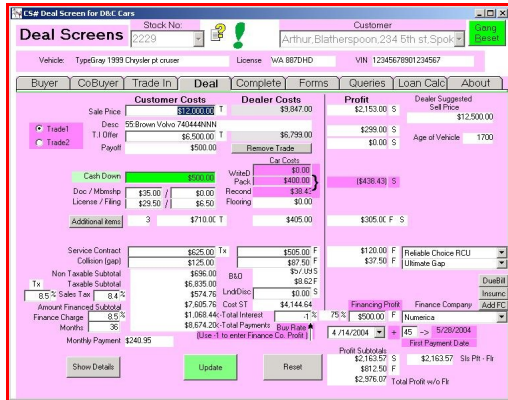 CS# Deal Screen for D&C Cars
Deal Screens
Stock No:
2229
Customer
Arthur,Blatherspoon,234 5th st,Spok
Gang Reset
Vehicle: TypeGray 1999 Chrysler pt cruser License WA 887DHD VIN 12345678901234567
Buyer CoBuyer Trade In Deal Complete Forms Queries Loan Calc About
Customer Costs Dealer Costs Profit Dealer Suggested Sell Price
Sale Price $12,000.00 T $9,847.00 $2,153.00 S $12,500.00
Trade1
Trade2
Desc 55:Brown Volvo 740444NNN
T.I Offer $6,500.00 T $6,799.00 $299.00 S
Payoff $500.00 Remove Trade $0.00 S Age of Vehicle 1700
Car Costs
WriteD $0.00
Cash Down $500.00 Pack $400.00 } ($438.43) S
Doc / Mbmshp $35.00 / $0.00 Recond $38.43
License / Filing $29.50 / $6.50 Flooring $0.00
Additional items 3 $710.00 T $405.00 $305.00 F S
Service Contract $625.00 Tx $505.00 F $120.00 F Reliable Choice RCU
Collision (gap) $125.00 $87.50 F $37.50 F Ultimate Gap
Non Taxable Subtotal $696.00 B&O $57.09 S
Tx Taxable Subtotal $6,835.00 $8.62 F DueBill
8.5 % Sales Tax 8.4 % $574.76 LndrlDisc $0.00 S Insurnc
Amount Financed Subtotal $7,605.76 Cost ST $4,144.64 Financing Profit Finance Company Add FC
Finance Charge 8.5 % $1,068.44 <-Total Interest -1 % 75 % $500.00 F Numerica
Months 36 $8,674.20 <-Total Payments Buy Rate
(Use -1 to enter Finance Co. Profit) 4 /14/2004 + 45 -> 5/28/2004
First Payment Date
Monthly Payment $240.95
Profit Subtotals
$2,163.57 S $2,163.57 Sls Pft - Flr
$812.50 F
$2,976.07 Total Profit w/o Flr
Show Details Update Reset